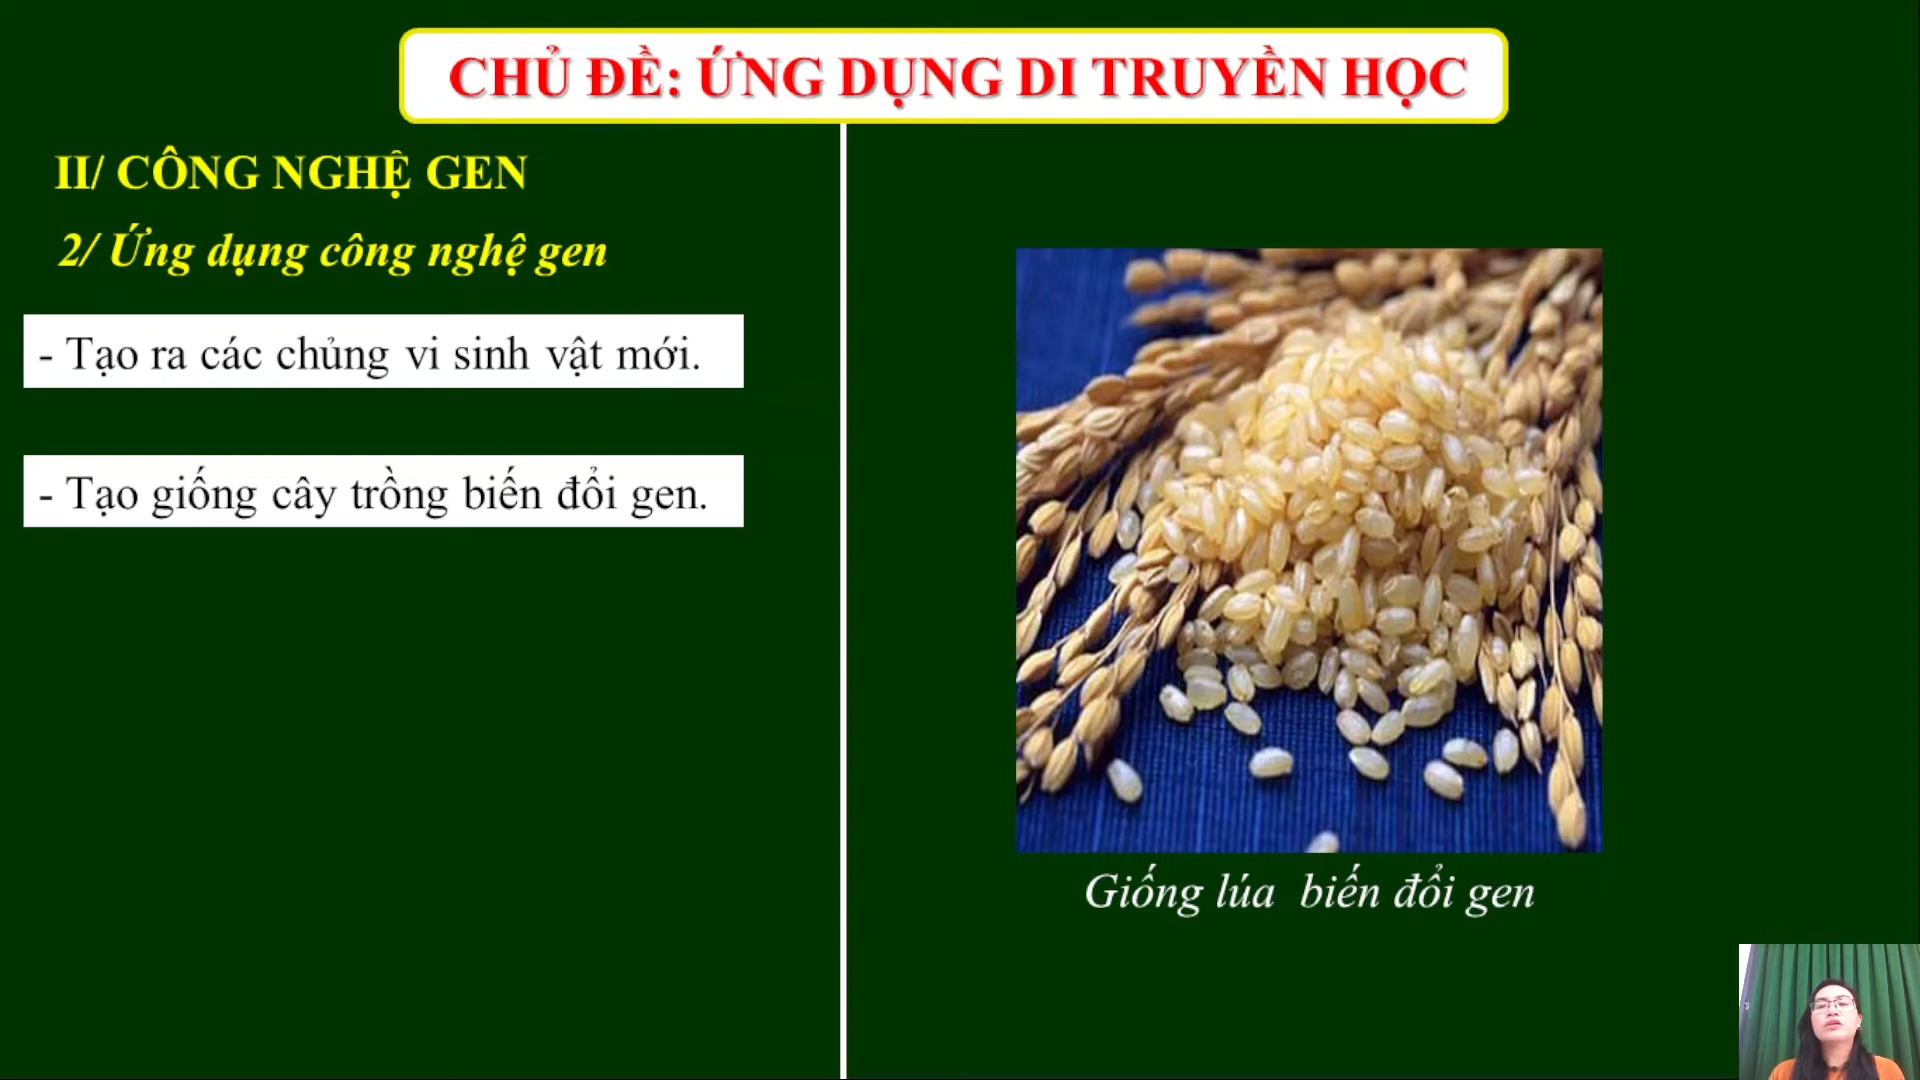 CHỦ ĐỀ: ỨNG DỤNG DI TRUYỀN HỌC
II/ CÔNG NGHỆ GEN
2/ Ứng dụng công nghệ gen
- Tạo ra các chủng vi sinh vật mới.
- Tạo giống cây trồng biến đổi gen.
Giống lúa biến đổi gen